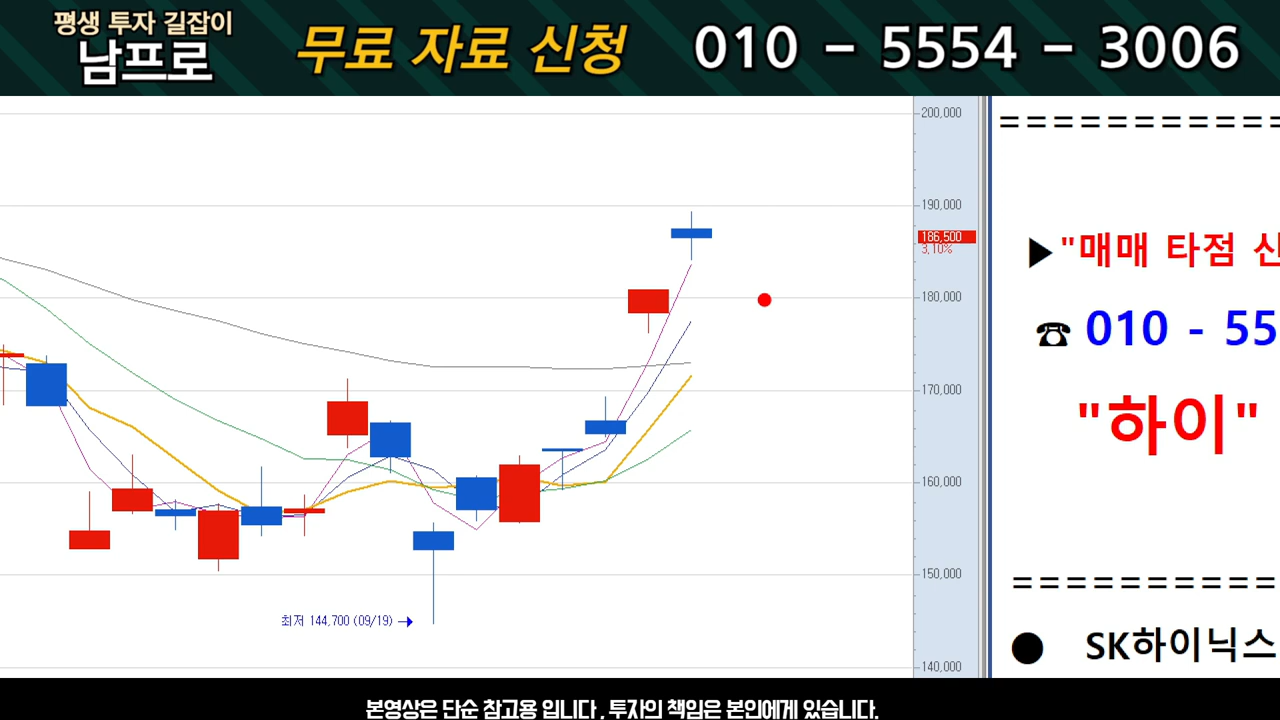 평생 투자 길잡이
남프로
무료 자료 신청
010 - 5554 - 3006
200,000
190,000
186,500
3,10%
180,000
170,000
160,000
150,000
140,000
최저 144,700 (09/19) →
===========
▶"매매 타점 신
☎ 010 - 55
"하이"
==========
● SK하이닉스
본영상은 단순 참고용 입니다 , 투자의 책임은 본인에게 있습니다.